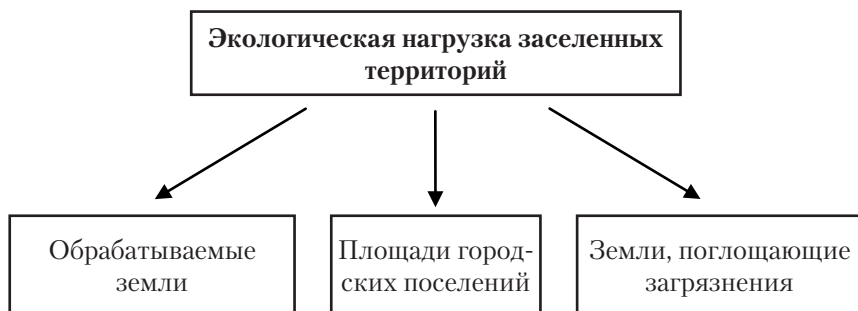 Экологическая нагрузка заселенных
территорий
Обрабатываемые
земли
Площади город-
ских поселений
Земли, поглощающие
загрязнения